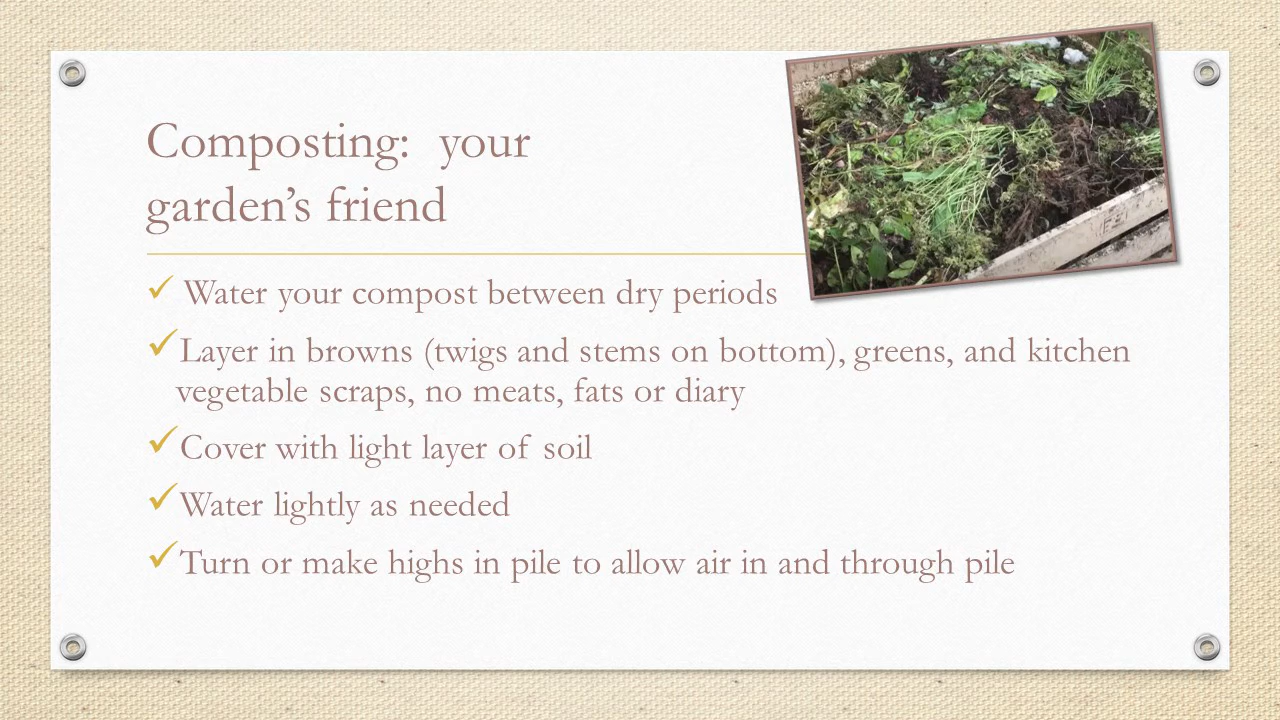 Composting:  your
garden’s friend
Water your compost between dry periods
Layer in browns (twigs and stems on bottom), greens, and kitchen
vegetable scraps, no meats, fats or diary
Cover with light layer of soil
Water lightly as needed
Turn or make highs in pile to allow air in and through pile